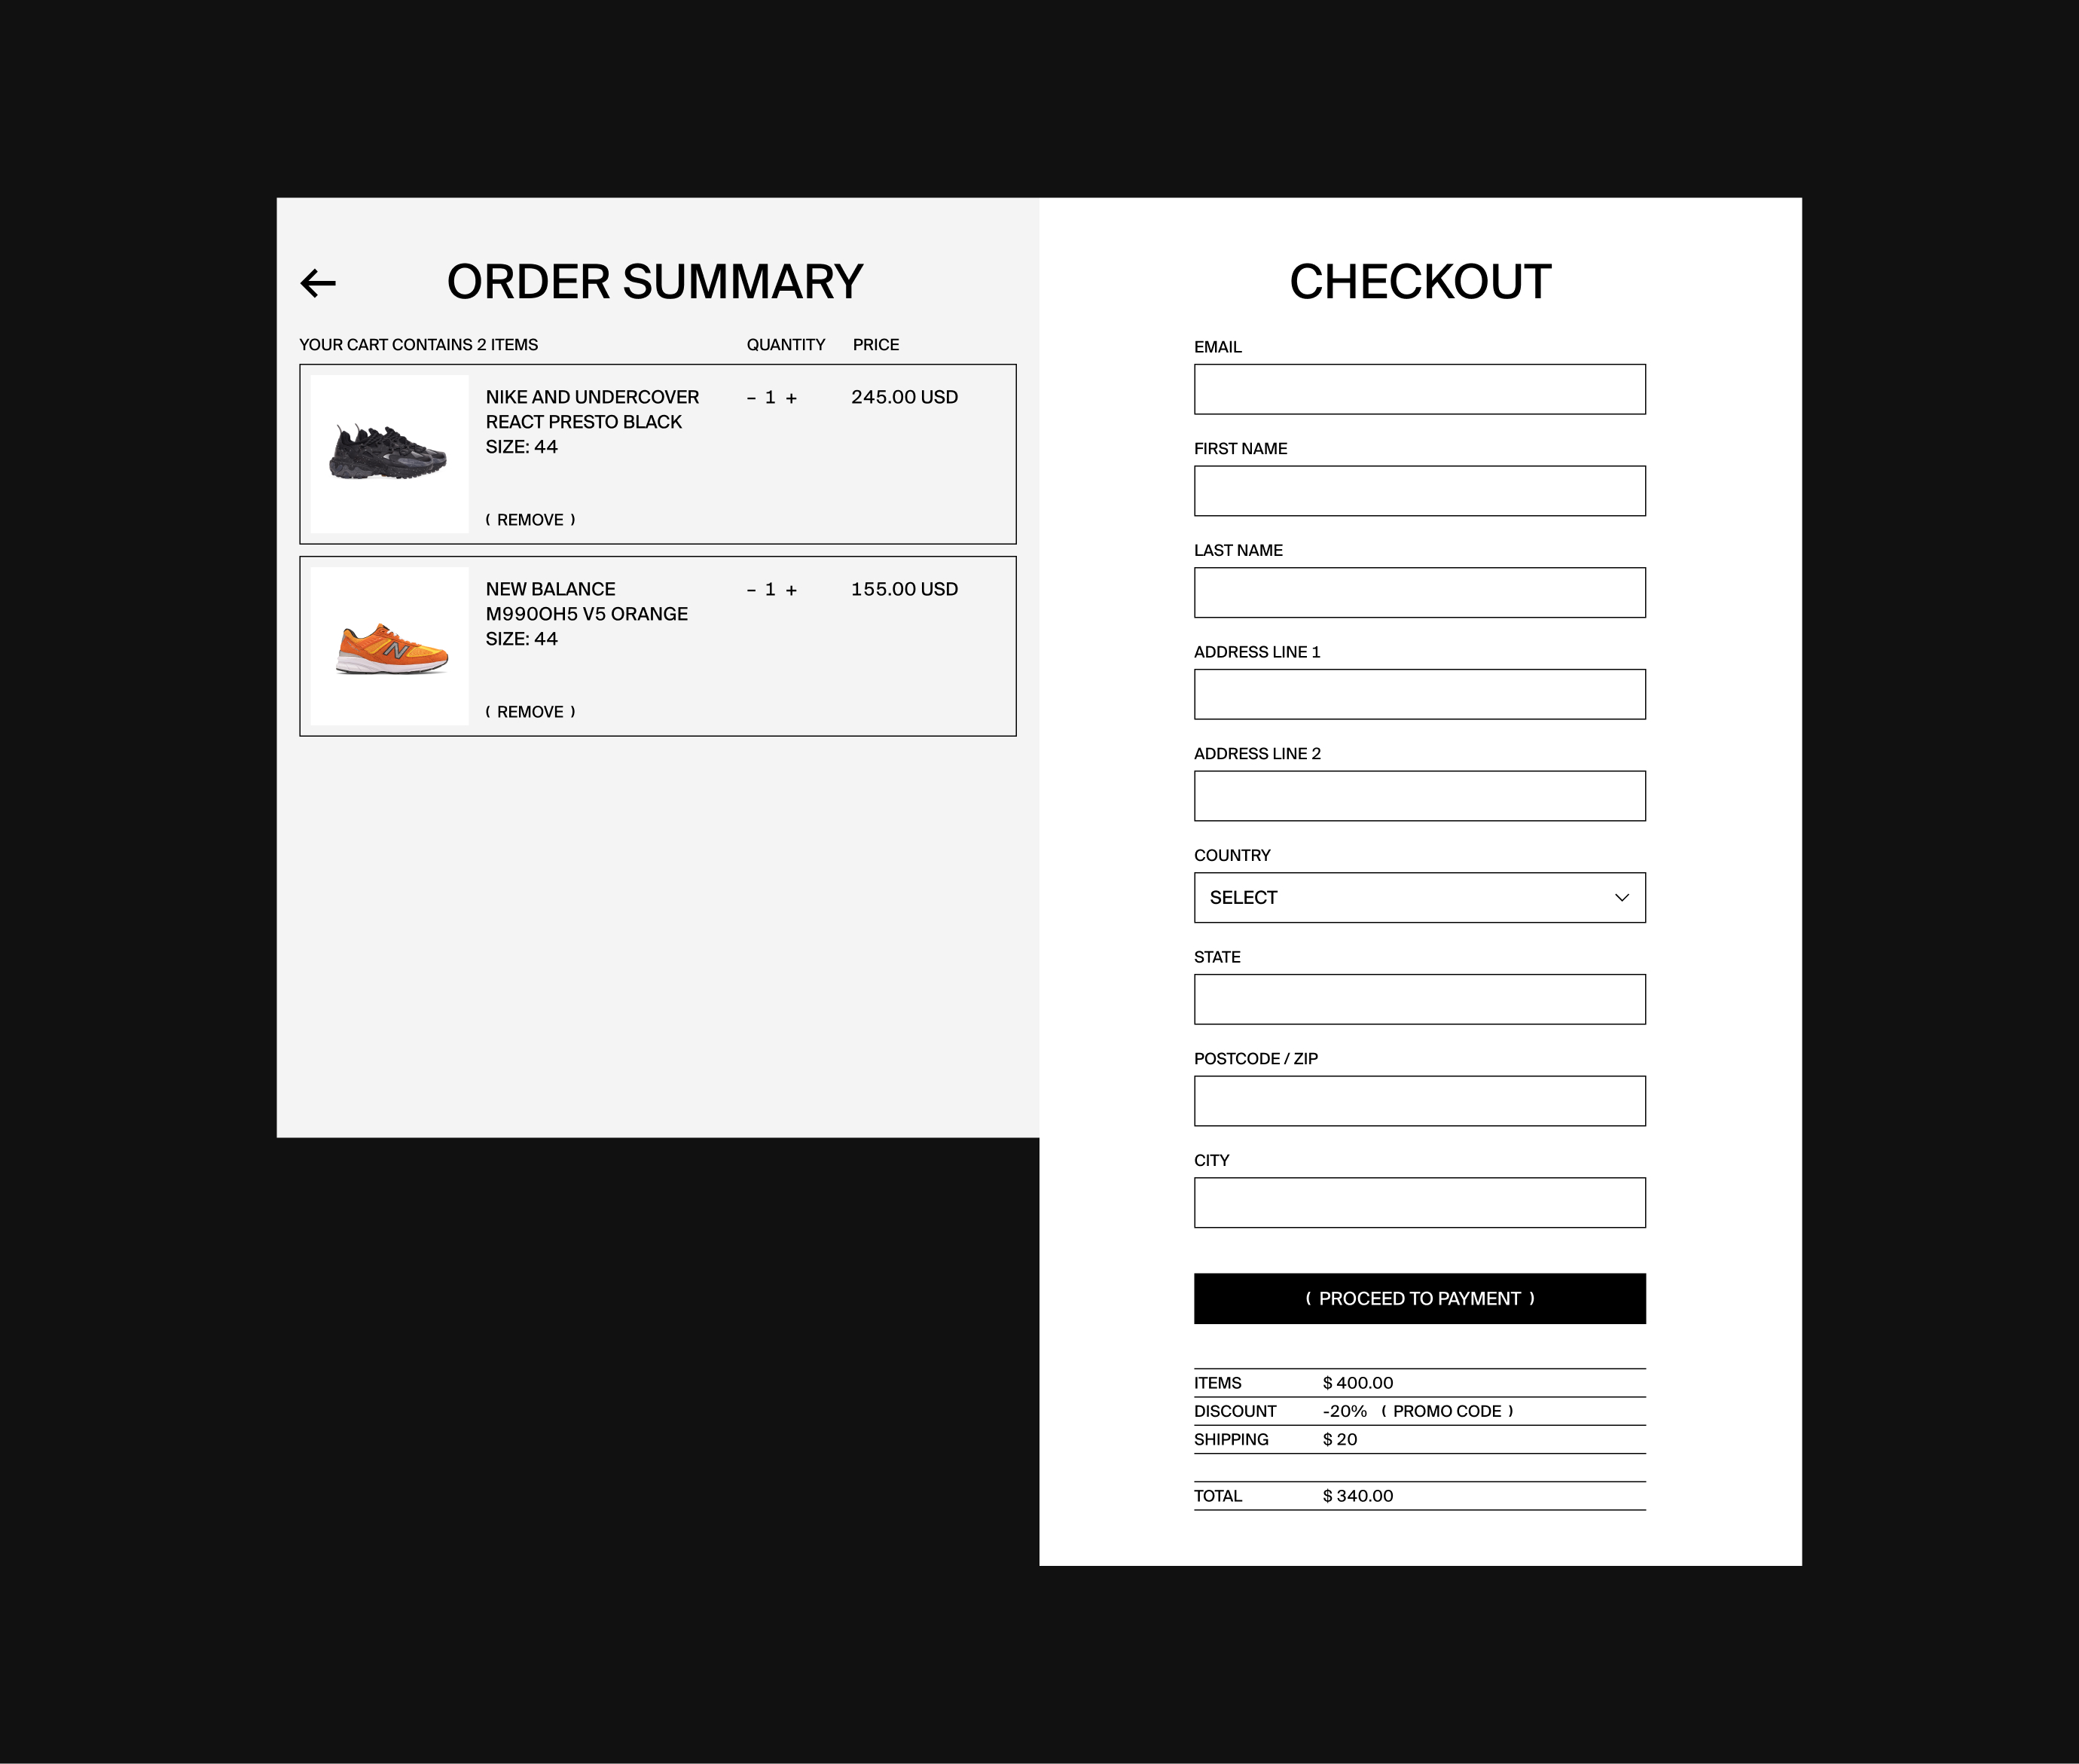 ORDER SUMMARY
YOUR CART CONTAINS 2 ITEMS QUANTITY PRICE
NIKE AND UNDERCOVER – 1 + 245.00 USD
REACT PRESTO BLACK
SIZE: 44
( REMOVE )
N
NEW BALANCE – 1 + 155.00 USD
M990OH5 V5 ORANGE
SIZE: 44
( REMOVE )
CHECKOUT
EMAIL
FIRST NAME
LAST NAME
ADDRESS LINE 1
ADDRESS LINE 2
COUNTRY
SELECT
STATE
POSTCODE / ZIP
CITY
( PROCEED TO PAYMENT )
ITEMS $ 400.00
DISCOUNT -20% ( PROMO CODE )
SHIPPING $ 20
TOTAL $ 340.00